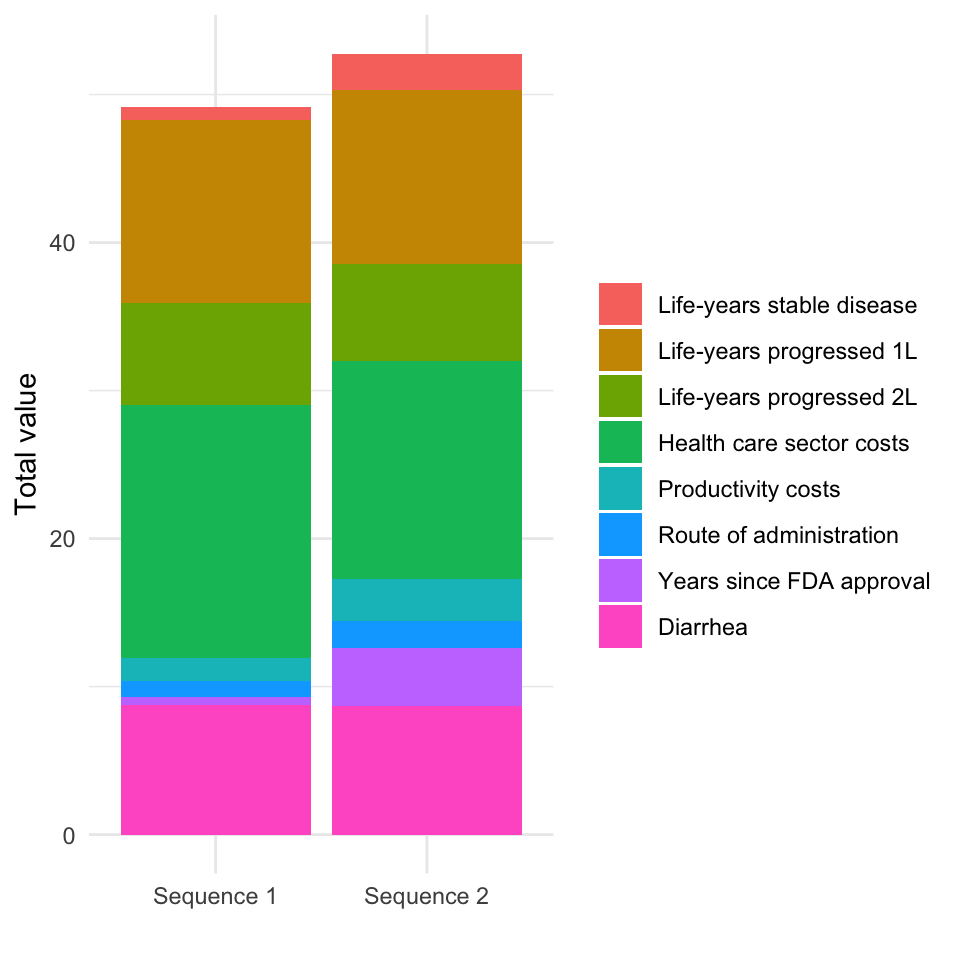 Total value
40
20
0
Sequence 1
Sequence 2
Life-years stable disease
Life-years progressed 1L
Life-years progressed 2L
Health care sector costs
Productivity costs
Route of administration
Years since FDA approval
Diarrhea